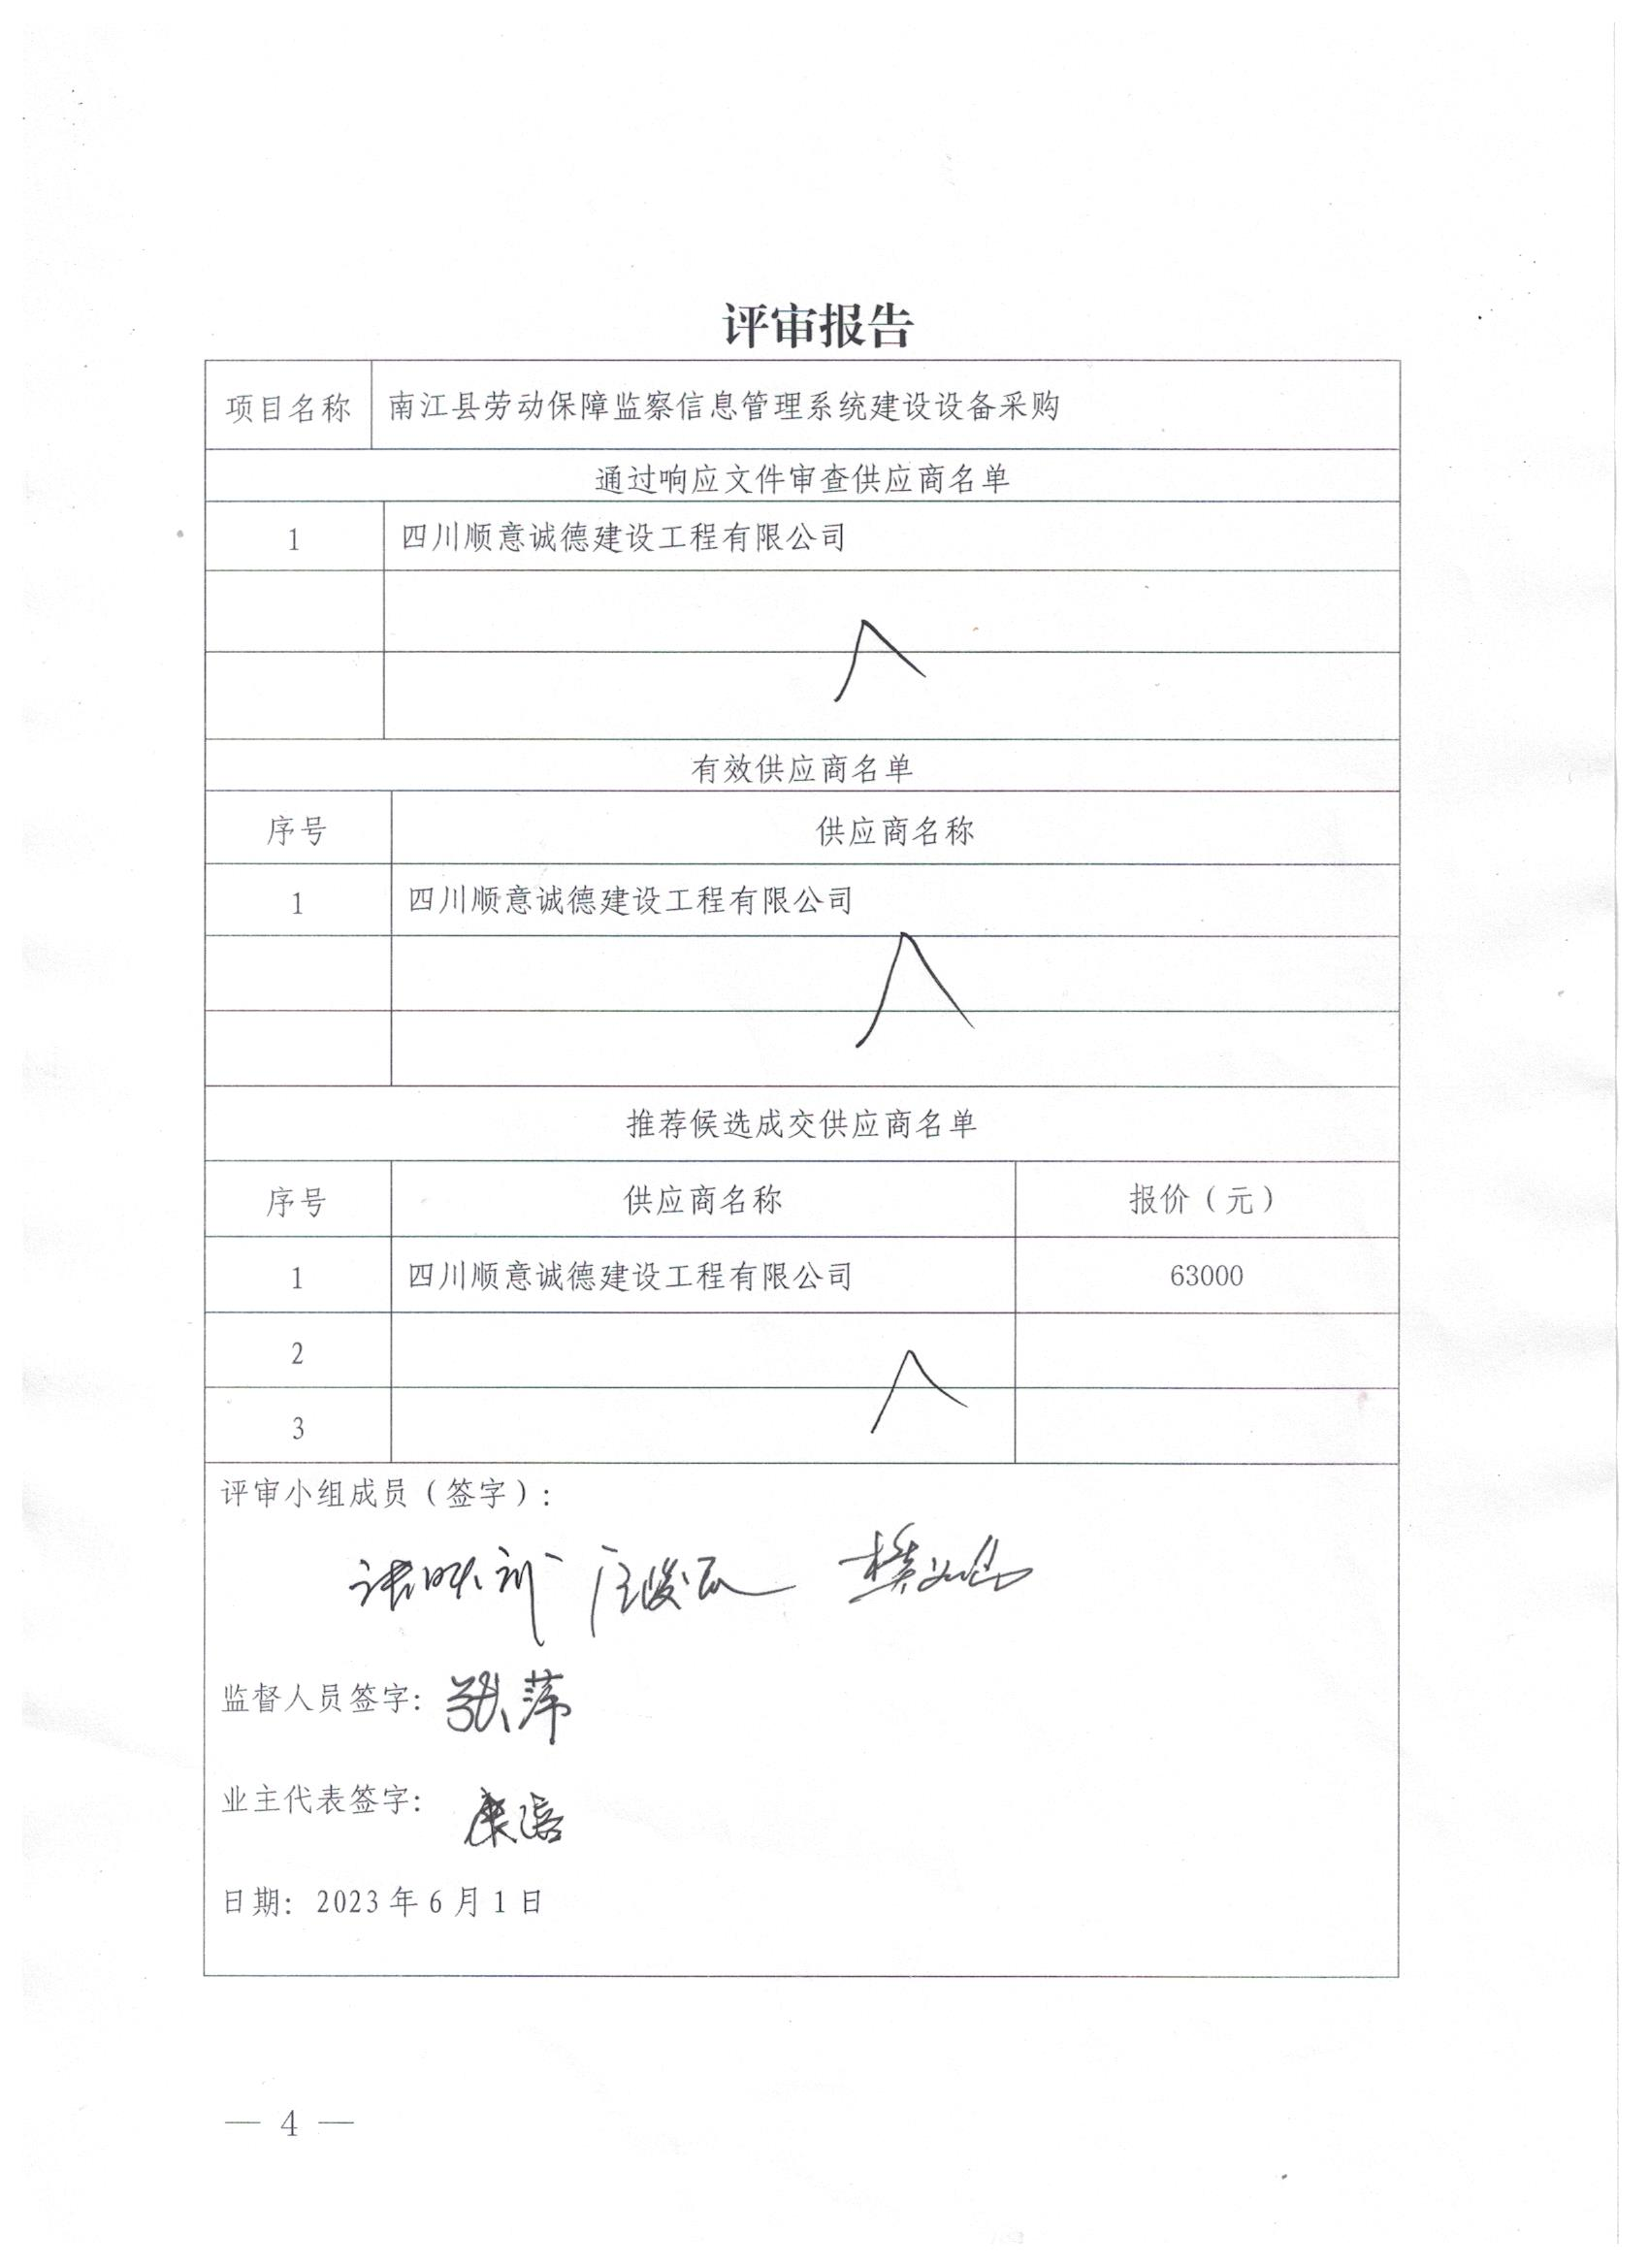 评审报告
项目名称 南江县劳动保障监察信息管理系统建设设备采购
通过响应文件审查供应商名单
1 四川顺意诚德建设工程有限公司
有效供应商名单
序号 供应商名称
1 四川顺意诚德建设工程有限公司
推荐候选成交供应商名单
序号 供应商名称 报价（元）
1 四川顺意诚德建设工程有限公司 63000
2
3
评审小组成员（签字）：
监督人员签字： 张萍
业主代表签字：
日期： 2023 年 6 月 1 日
— 4 —